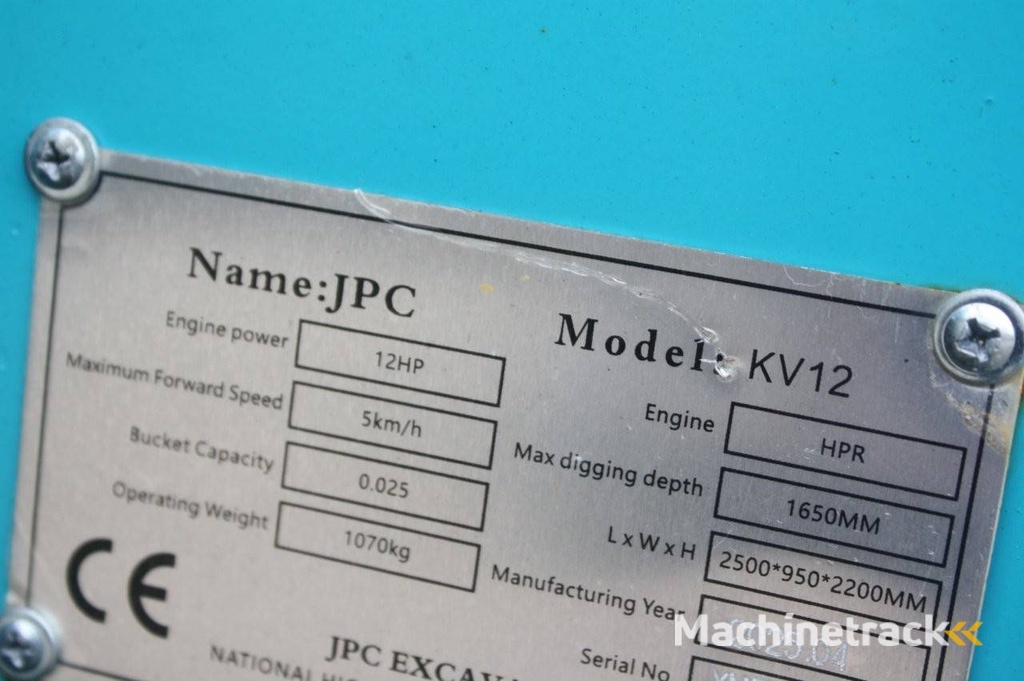 Name:JPC
Model: KV12
Engine power 12HP
Engine HPR
Maximum Forward Speed 5km/h
Max digging depth 1650MM
Bucket Capacity 0.025
L x W x H 2500*950*2200MM
Operating Weight 1070kg
Manufacturing Year
Serial No
CE
JPC
NATIONAL
Machinetrack